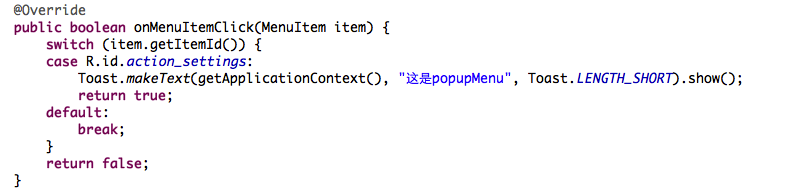 @Override
public boolean onMenuItemClick(MenuItem item) {
    switch (item.getItemId()) {
    case R.id.action_settings:
        Toast.makeText(getApplicationContext(), "这是popupMenu", Toast.LENGTH_SHORT).show();
        return true;
    default:
        break;
    }
    return false;
}